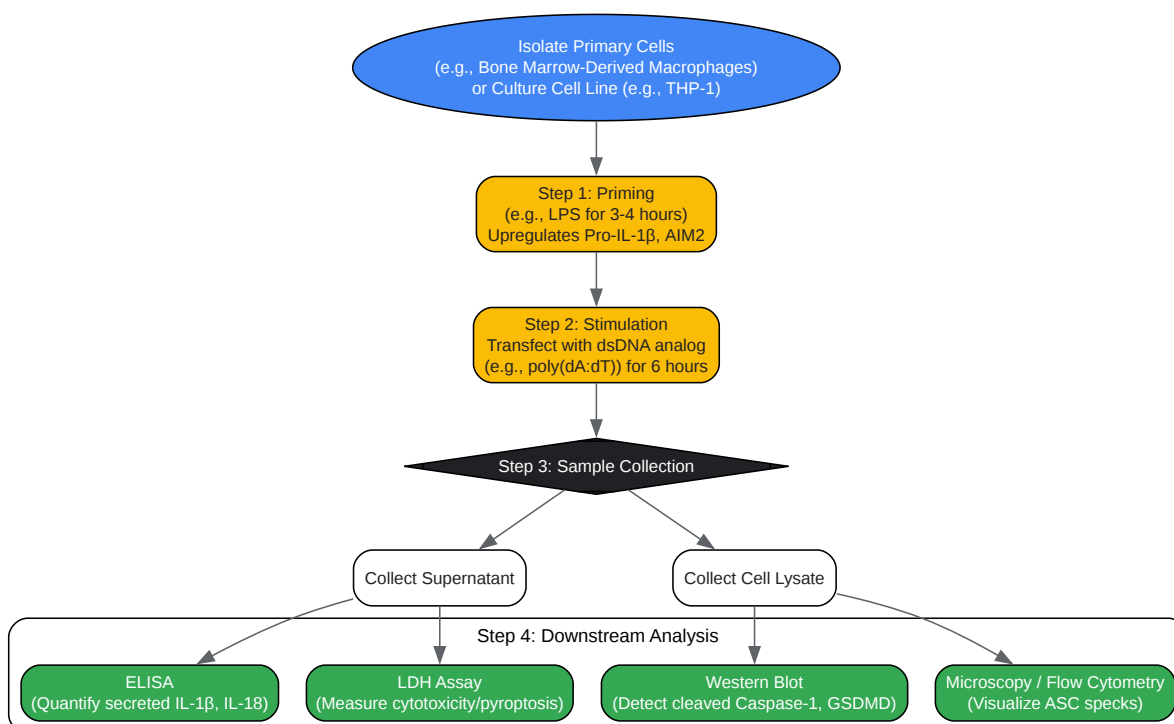 Isolate Primary Cells
(e.g., Bone Marrow-Derived Macrophages)
or Culture Cell Line (e.g., THP-1)
Step 1: Priming
(e.g., LPS for 3-4 hours)
Upregulates Pro-IL-1β, AIM2
Step 2: Stimulation
Transfect with dsDNA analog
(e.g., poly(dA:dT)) for 6 hours
Step 3: Sample Collection
Collect Supernatant
Collect Cell Lysate
Step 4: Downstream Analysis
ELISA
(Quantify secreted IL-1β, IL-18)
LDH Assay
(Measure cytotoxicity/pyroptosis)
Western Blot
(Detect cleaved Caspase-1, GSDMD)
Microscopy / Flow Cytometry
(Visualize ASC specks)